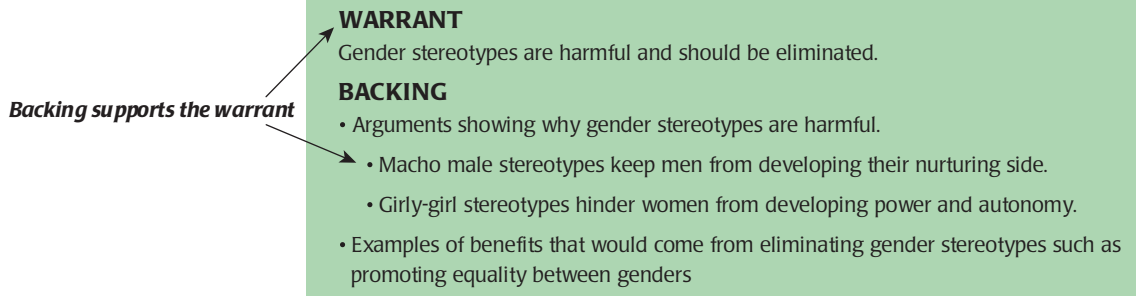 WARRANT
Gender stereotypes are harmful and should be eliminated.
Backing supports the warrant
BACKING
• Arguments showing why gender stereotypes are harmful.
• Macho male stereotypes keep men from developing their nurturing side.
• Girly-girl stereotypes hinder women from developing power and autonomy.
• Examples of benefits that would come from eliminating gender stereotypes such as
promoting equality between genders